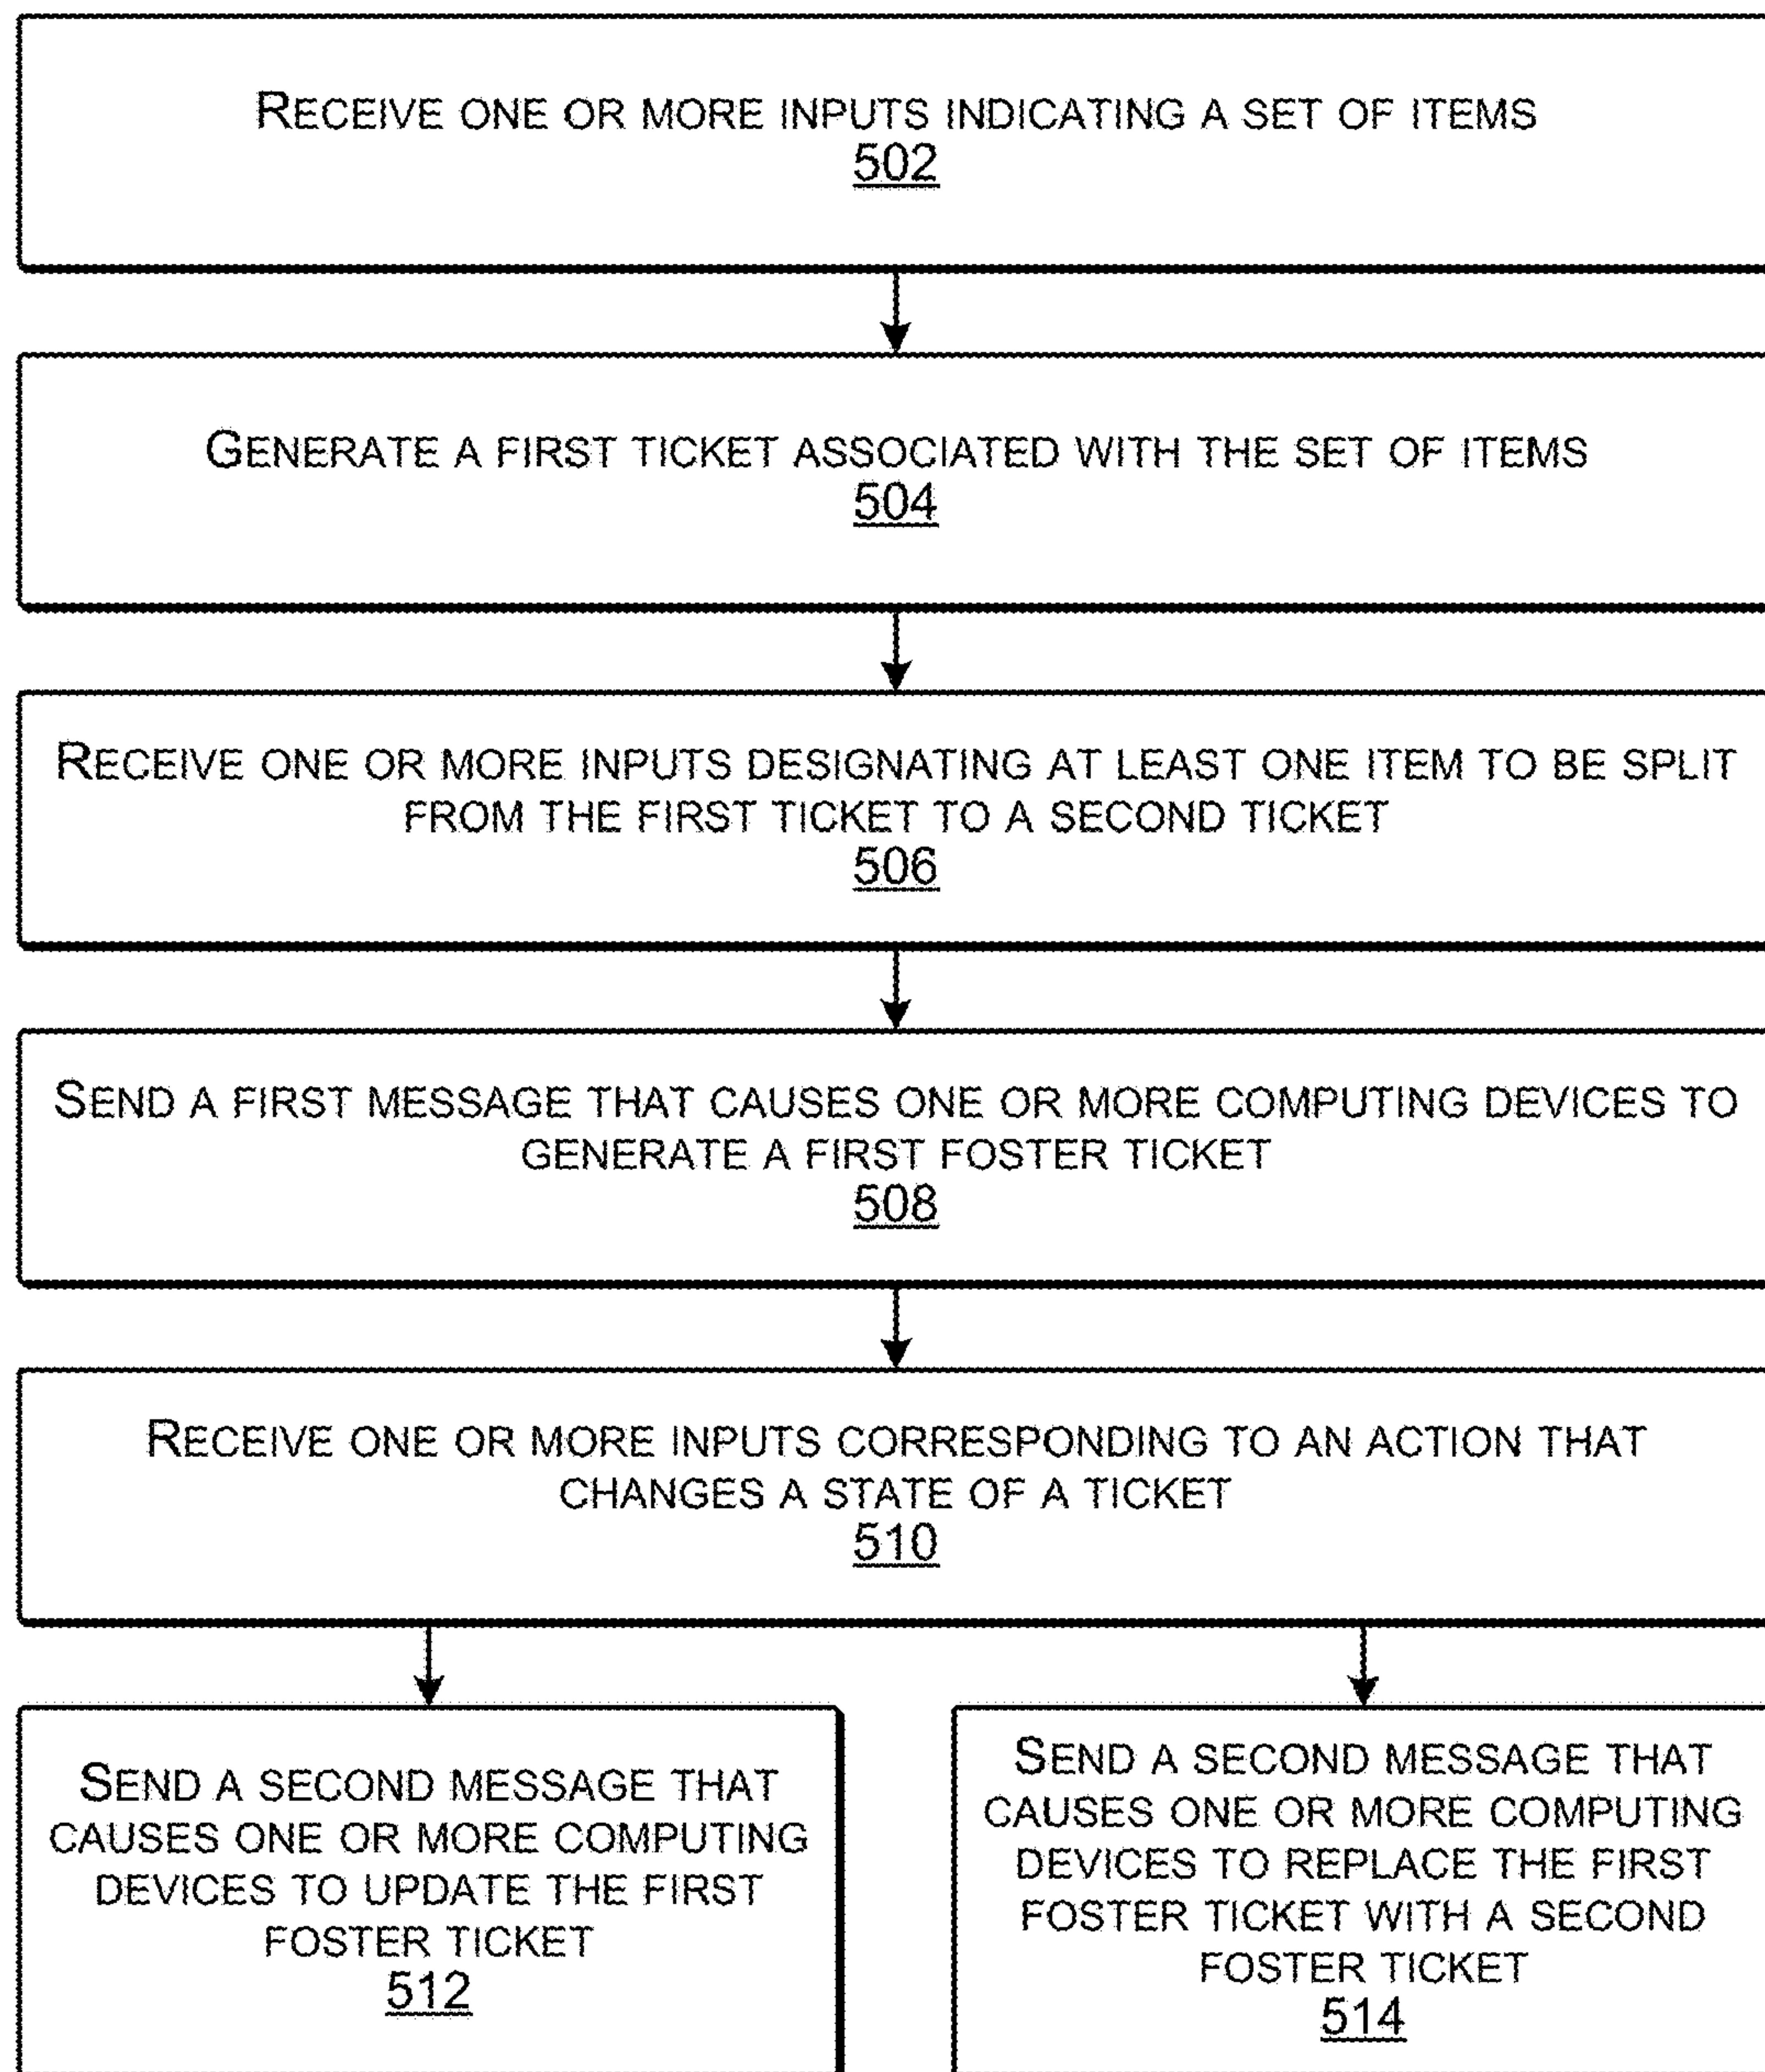 RECEIVE ONE OR MORE INPUTS INDICATING A SET OF ITEMS
502
GENERATE A FIRST TICKET ASSOCIATED WITH THE SET OF ITEMS
504
RECEIVE ONE OR MORE INPUTS DESIGNATING AT LEAST ONE ITEM TO BE SPLIT
FROM THE FIRST TICKET TO A SECOND TICKET
506
SEND A FIRST MESSAGE THAT CAUSES ONE OR MORE COMPUTING DEVICES TO
GENERATE A FIRST FOSTER TICKET
508
RECEIVE ONE OR MORE INPUTS CORRESPONDING TO AN ACTION THAT
CHANGES A STATE OF A TICKET
510
SEND A SECOND MESSAGE THAT
CAUSES ONE OR MORE COMPUTING
DEVICES TO UPDATE THE FIRST
FOSTER TICKET
512
SEND A SECOND MESSAGE THAT
CAUSES ONE OR MORE COMPUTING
DEVICES TO REPLACE THE FIRST
FOSTER TICKET WITH A SECOND
FOSTER TICKET
514